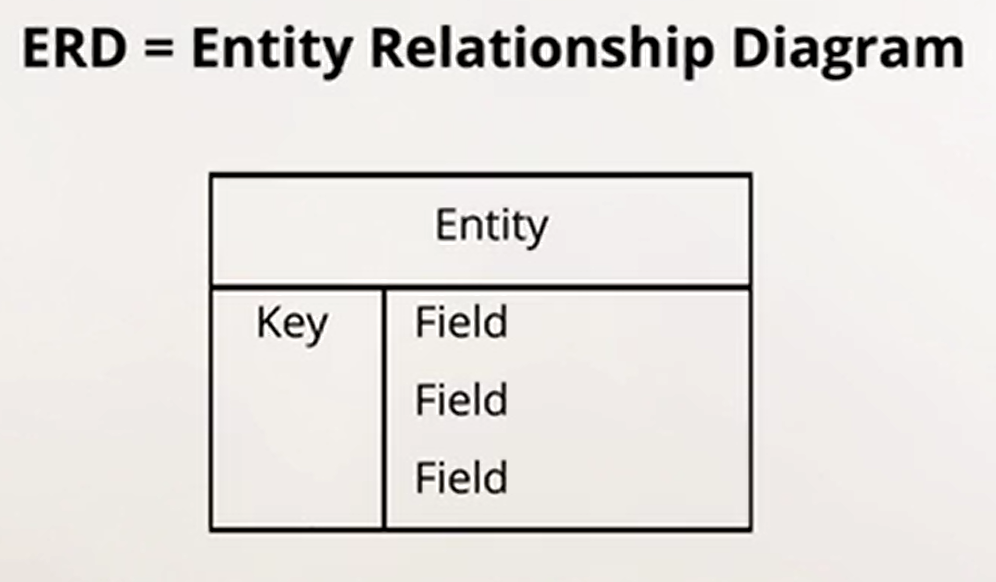 ERD = Entity Relationship Diagram
Entity
Key Field
Field
Field